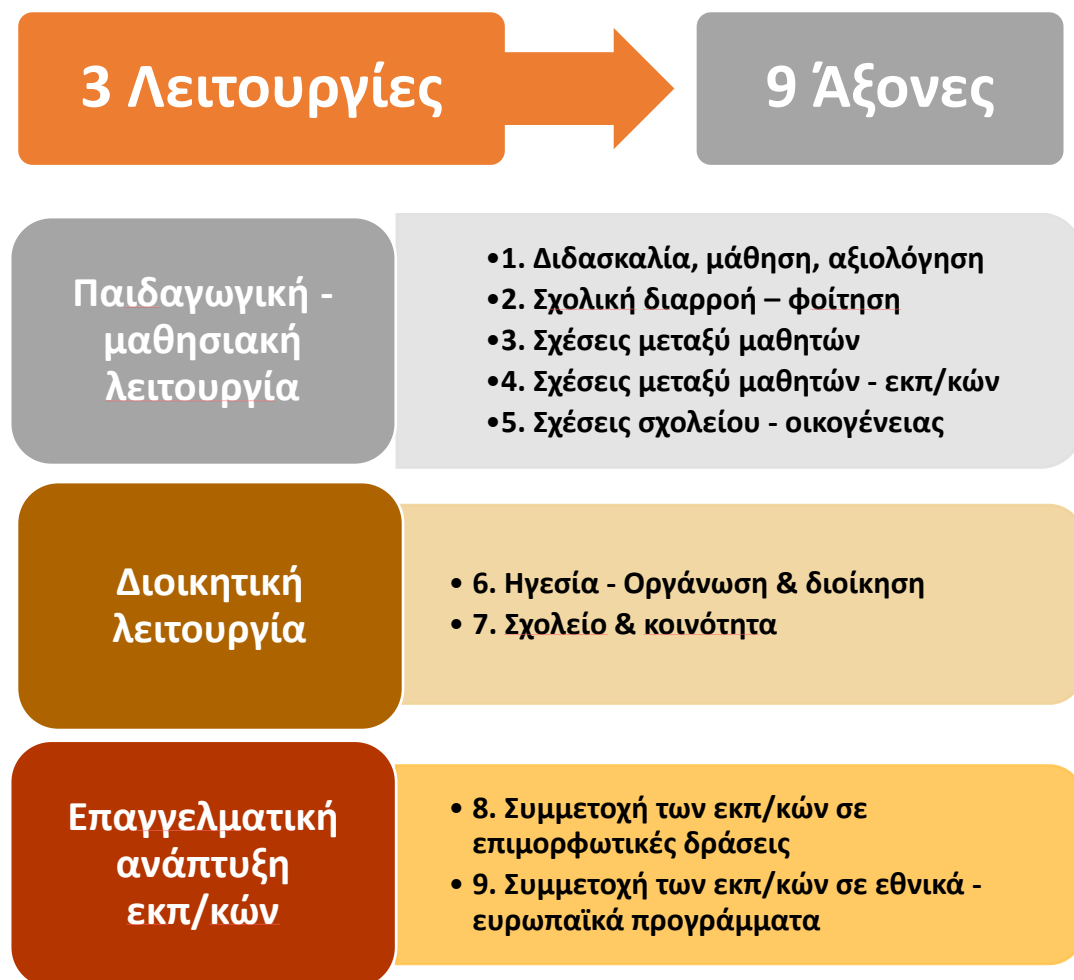 3 Λειτουργίες
9 Άξονες
Παιδαγωγική -
μαθησιακή
λειτουργία
•1. Διδασκαλία, μάθηση, αξιολόγηση
•2. Σχολική διαρροή – φοίτηση
•3. Σχέσεις μεταξύ μαθητών
•4. Σχέσεις μεταξύ μαθητών - εκπ/κών
•5. Σχέσεις σχολείου - οικογένειας
Διοικητική
λειτουργία
• 6. Ηγεσία - Οργάνωση & διοίκηση
• 7. Σχολείο & κοινότητα
Επαγγελματική
ανάπτυξη
εκπ/κών
• 8. Συμμετοχή των εκπ/κών σε
επιμορφωτικές δράσεις
• 9. Συμμετοχή των εκπ/κών σε εθνικά -
ευρωπαϊκά προγράμματα